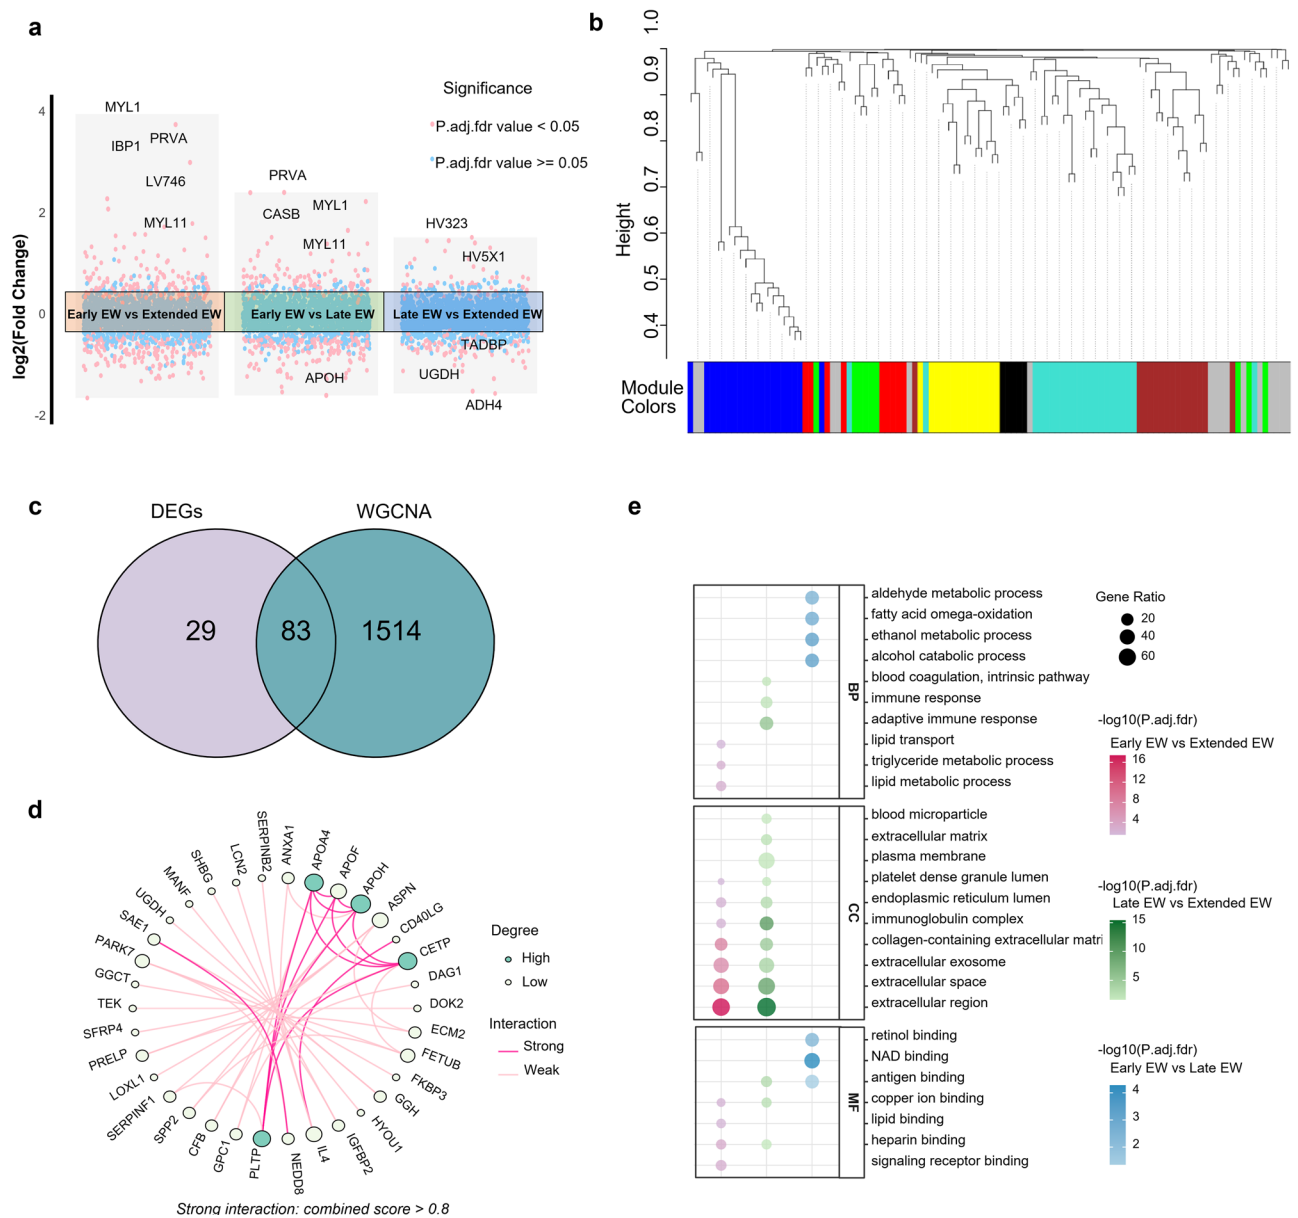 a
Significance
P.adj.fdr value < 0.05
P.adj.fdr value >= 0.05
log2(Fold Change)
4
2
0
-2
MYL1
IBP1
PRVA
LV746
MYL11
PRVA
CASB
MYL1
MYL11
APOH
HV323
HV5X1
TADBP
UGDH
ADH4
Early EW vs Extended EW
Early EW vs Late EW
Late EW vs Extended EW
b
Height
1.0
0.9
0.8
0.7
0.6
0.5
0.4
Module
Colors
c
DEGs
WGCNA
29
83
1514
d
SERPINB2
ANXA1
APOA4
APOF
APOH
ASPN
CD40LG
CETP
DAG1
DOK2
ECM2
FETUB
FKBP3
GGH
HYOU1
IGFBP2
IL4
NEDD8
PLTP
GPC1
CFB
SPP2
SERPINF1
LOXL1
PRELP
SFRP4
TEK
GGCT
PARK7
SAE1
UGDH
MANF
SHBG
LCN2
Degree
High
Low
Interaction
Strong
Weak
Strong interaction: combined score > 0.8
e
aldehyde metabolic process
fatty acid omega-oxidation
ethanol metabolic process
alcohol catabolic process
blood coagulation, intrinsic pathway
immune response
adaptive immune response
lipid transport
triglyceride metabolic process
lipid metabolic process
BP
blood microparticle
extracellular matrix
plasma membrane
platelet dense granule lumen
endoplasmic reticulum lumen
immunoglobulin complex
collagen-containing extracellular matri
extracellular exosome
extracellular space
extracellular region
CC
retinol binding
NAD binding
antigen binding
copper ion binding
lipid binding
heparin binding
signaling receptor binding
MF
Gene Ratio
20
40
60
-log10(P.adj.fdr)
Early EW vs Extended EW
16
12
8
4
-log10(P.adj.fdr)
Late EW vs Extended EW
15
10
5
-log10(P.adj.fdr)
Early EW vs Late EW
4
3
2